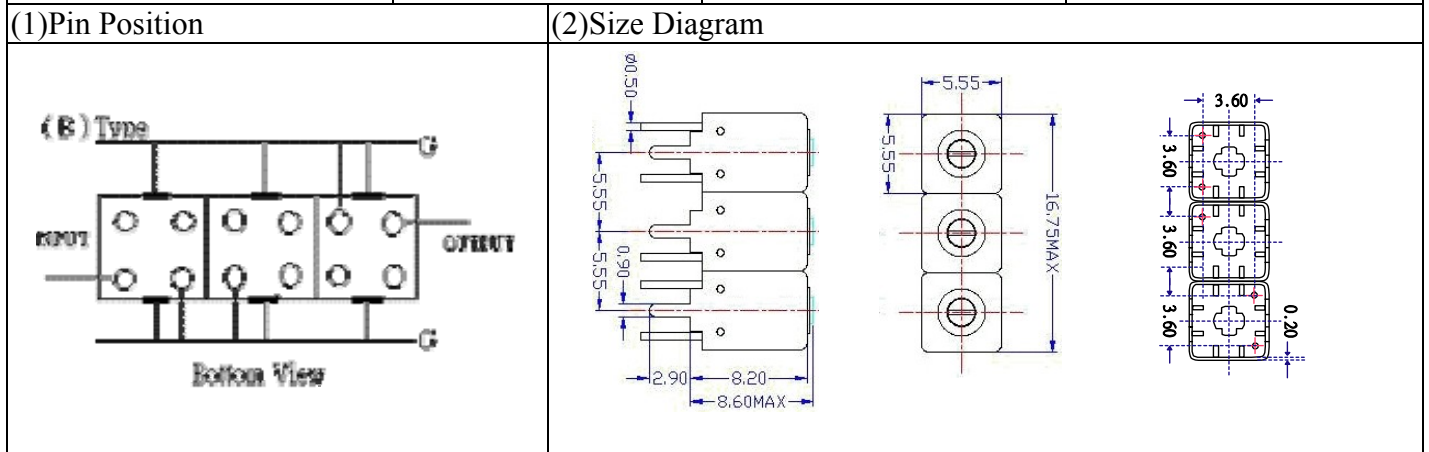 (1)Pin Position
(2)Size Diagram
(B) Type
G
INPUT
OUTPUT
G
Bottom View
ø0.50
5.55
5.55
0.90
2.90
8.20
8.60MAX
5.55
5.55
16.75MAX
3.60
3.60
3.60
3.60
0.20